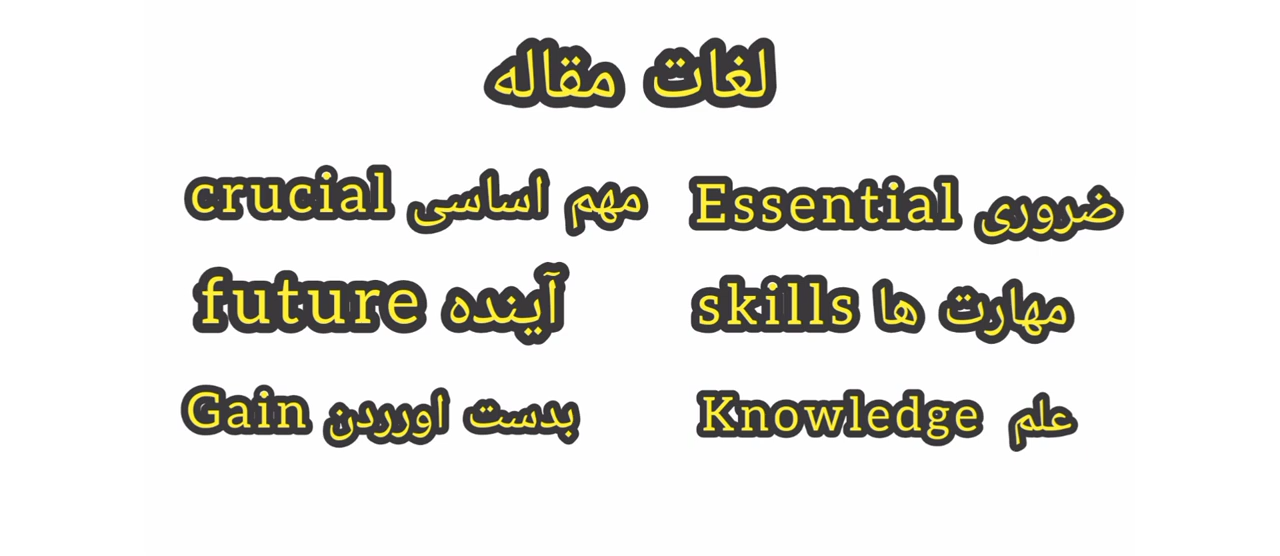 لغات مقاله
crucial مهم اساسی Essential ضروری
future آینده skills مهارت ها
Gain بدست اورردن Knowledge علم